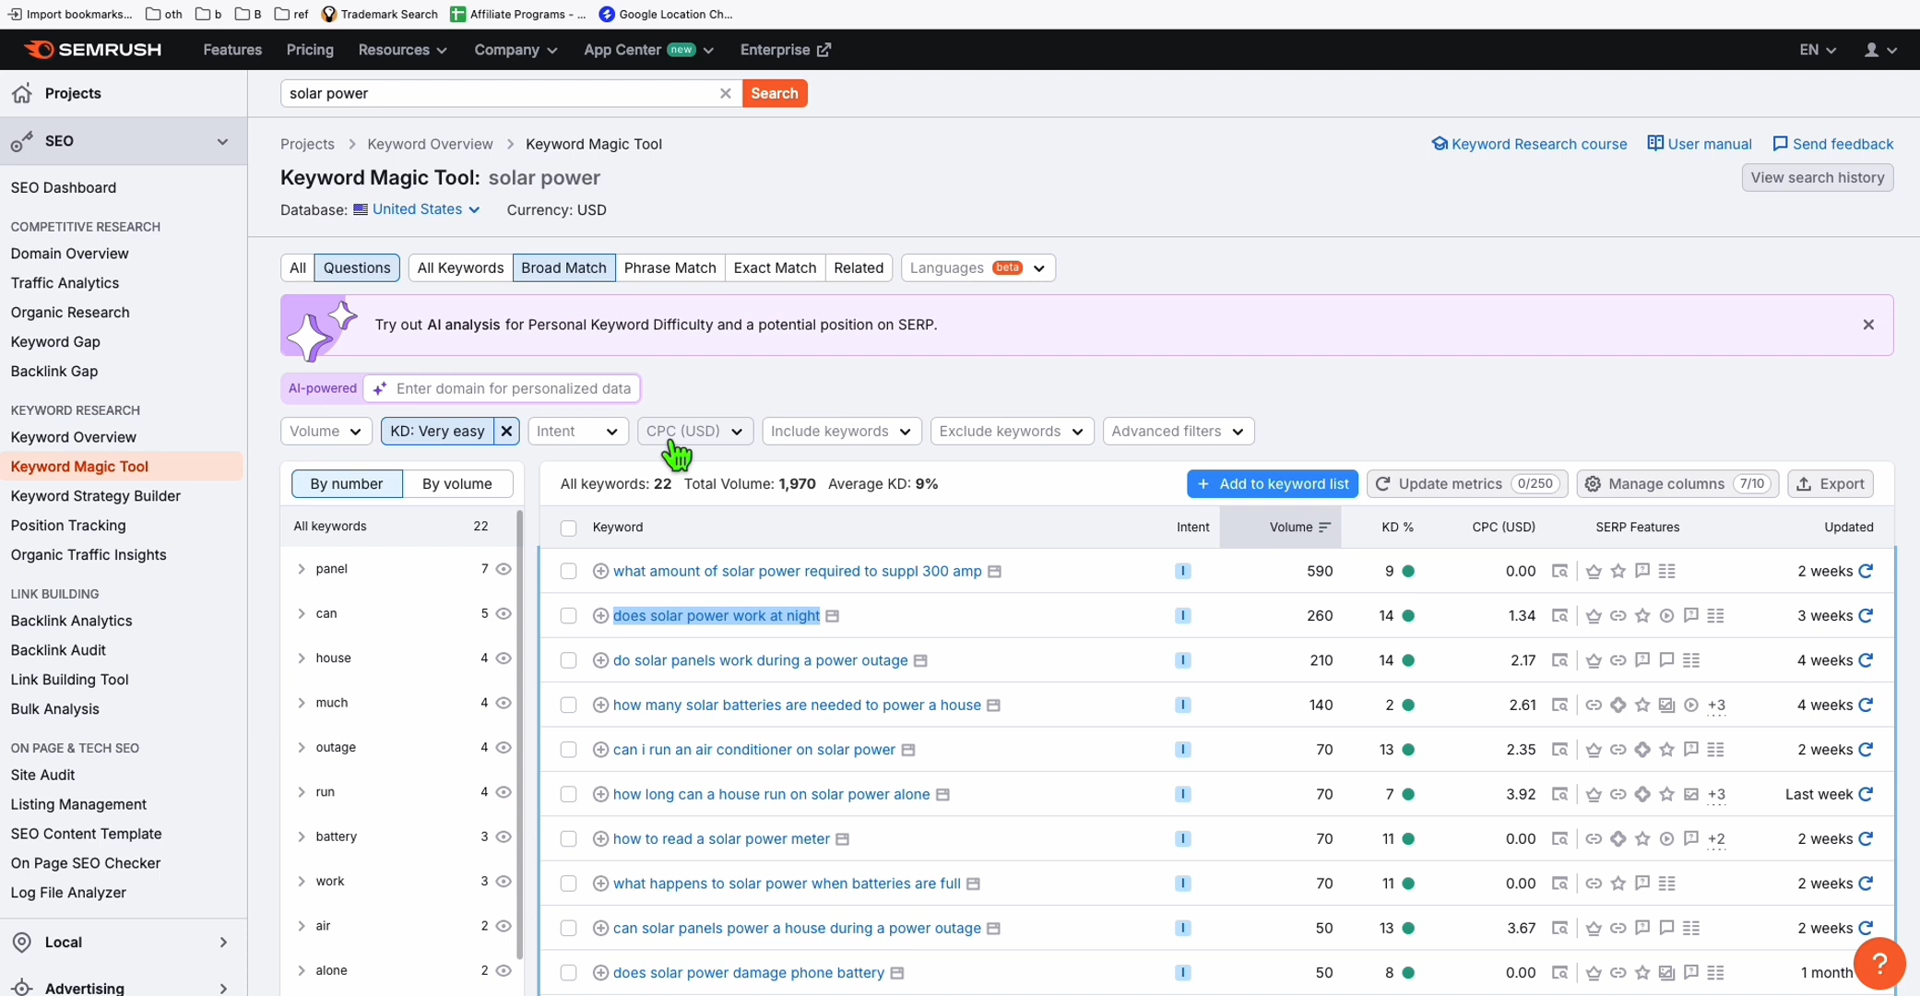 Import bookmarks... oth b B ref Trademark Search Affiliate Programs - ... Google Location Ch...
SEMRUSH Features Pricing Resources Company App Center new Enterprise EN
Projects
solar power Search
SEO
Projects > Keyword Overview > Keyword Magic Tool
Keyword Research course User manual Send feedback
Keyword Magic Tool: solar power
View search history
Database: United States Currency: USD
SEO Dashboard
COMPETITIVE RESEARCH
Domain Overview
Traffic Analytics
Organic Research
Keyword Gap
Backlink Gap
KEYWORD RESEARCH
Keyword Overview
Keyword Magic Tool
Keyword Strategy Builder
Position Tracking
Organic Traffic Insights
LINK BUILDING
Backlink Analytics
Backlink Audit
Link Building Tool
Bulk Analysis
ON PAGE & TECH SEO
Site Audit
Listing Management
SEO Content Template
On Page SEO Checker
Log File Analyzer
Local
Advertising
All Questions All Keywords Broad Match Phrase Match Exact Match Related Languages beta
Try out AI analysis for Personal Keyword Difficulty and a potential position on SERP.
AI-powered Enter domain for personalized data
Volume KD: Very easy Intent CPC (USD) Include keywords Exclude keywords Advanced filters
By number By volume
All keywords 22
panel 7
can 5
house 4
much 4
outage 4
run 4
battery 3
work 3
air 2
alone 2
All keywords: 22 Total Volume: 1,970 Average KD: 9%
+ Add to keyword list Update metrics 0/250 Manage columns 7/10 Export
Keyword Intent Volume KD % CPC (USD) SERP Features Updated
what amount of solar power required to suppl 300 amp I 590 9 0.00 2 weeks
does solar power work at night I 260 14 1.34 3 weeks
do solar panels work during a power outage I 210 14 2.17 4 weeks
how many solar batteries are needed to power a house I 140 2 2.61 +3 4 weeks
can i run an air conditioner on solar power I 70 13 2.35 2 weeks
how long can a house run on solar power alone I 70 7 3.92 +3 Last week
how to read a solar power meter I 70 11 0.00 +2 2 weeks
what happens to solar power when batteries are full I 70 11 0.00 2 weeks
can solar panels power a house during a power outage I 50 13 3.67 2 weeks
does solar power damage phone battery I 50 8 0.00 1 month
?